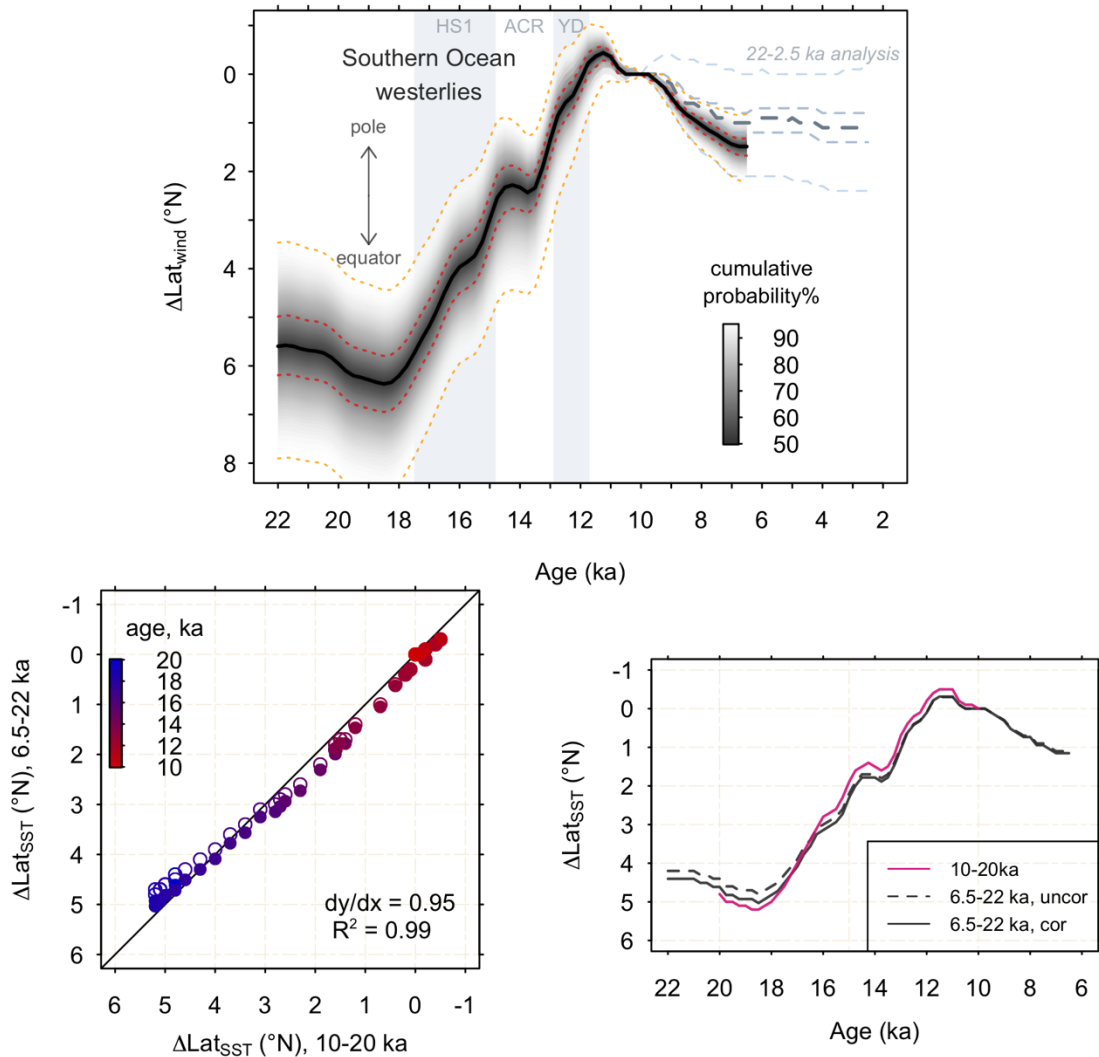 HS1 ACR YD
22-2.5 ka analysis
Southern Ocean
westerlies
pole
equator
ΔLat_wind (°N)
0
2
4
6
8
cumulative
probability%
90
80
70
60
50
22 20 18 16 14 12 10 8 6 4 2
Age (ka)
ΔLat_SST (°N), 6.5-22 ka
-1
0
1
2
3
4
5
6
age, ka
20
18
16
14
12
10
dy/dx = 0.95
R² = 0.99
6 5 4 3 2 1 0 -1
ΔLat_SST (°N), 10-20 ka
ΔLat_SST (°N)
-1
0
1
2
3
4
5
6
10-20ka
6.5-22 ka, uncor
6.5-22 ka, cor
22 20 18 16 14 12 10 8 6
Age (ka)